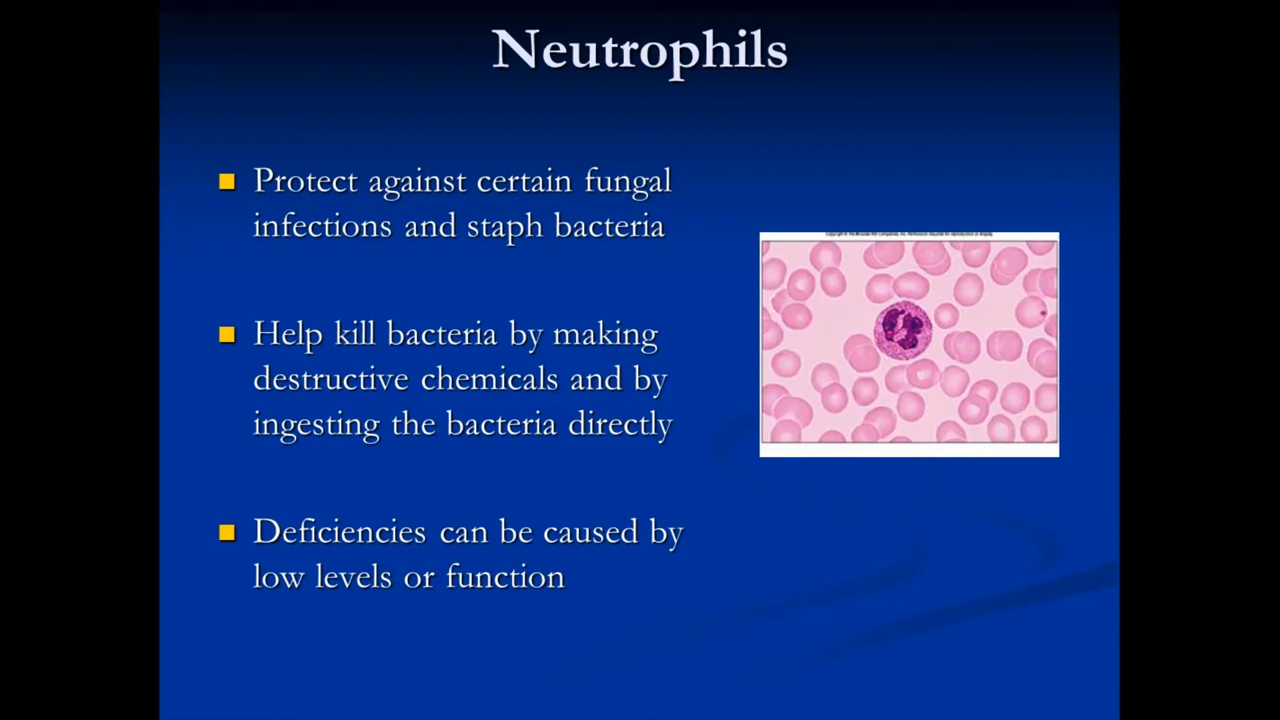 Neutrophils
Protect against certain fungal
infections and staph bacteria
Help kill bacteria by making
destructive chemicals and by
ingesting the bacteria directly
Deficiencies can be caused by
low levels or function